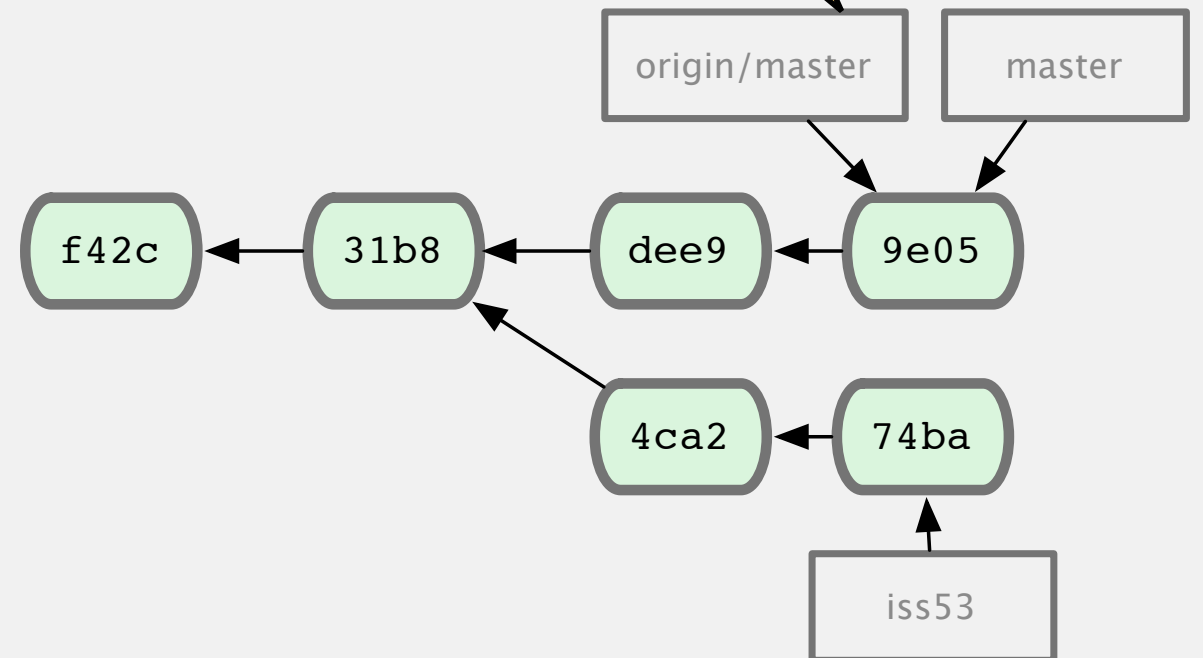 origin/master
master
f42c
31b8
dee9
9e05
4ca2
74ba
iss53